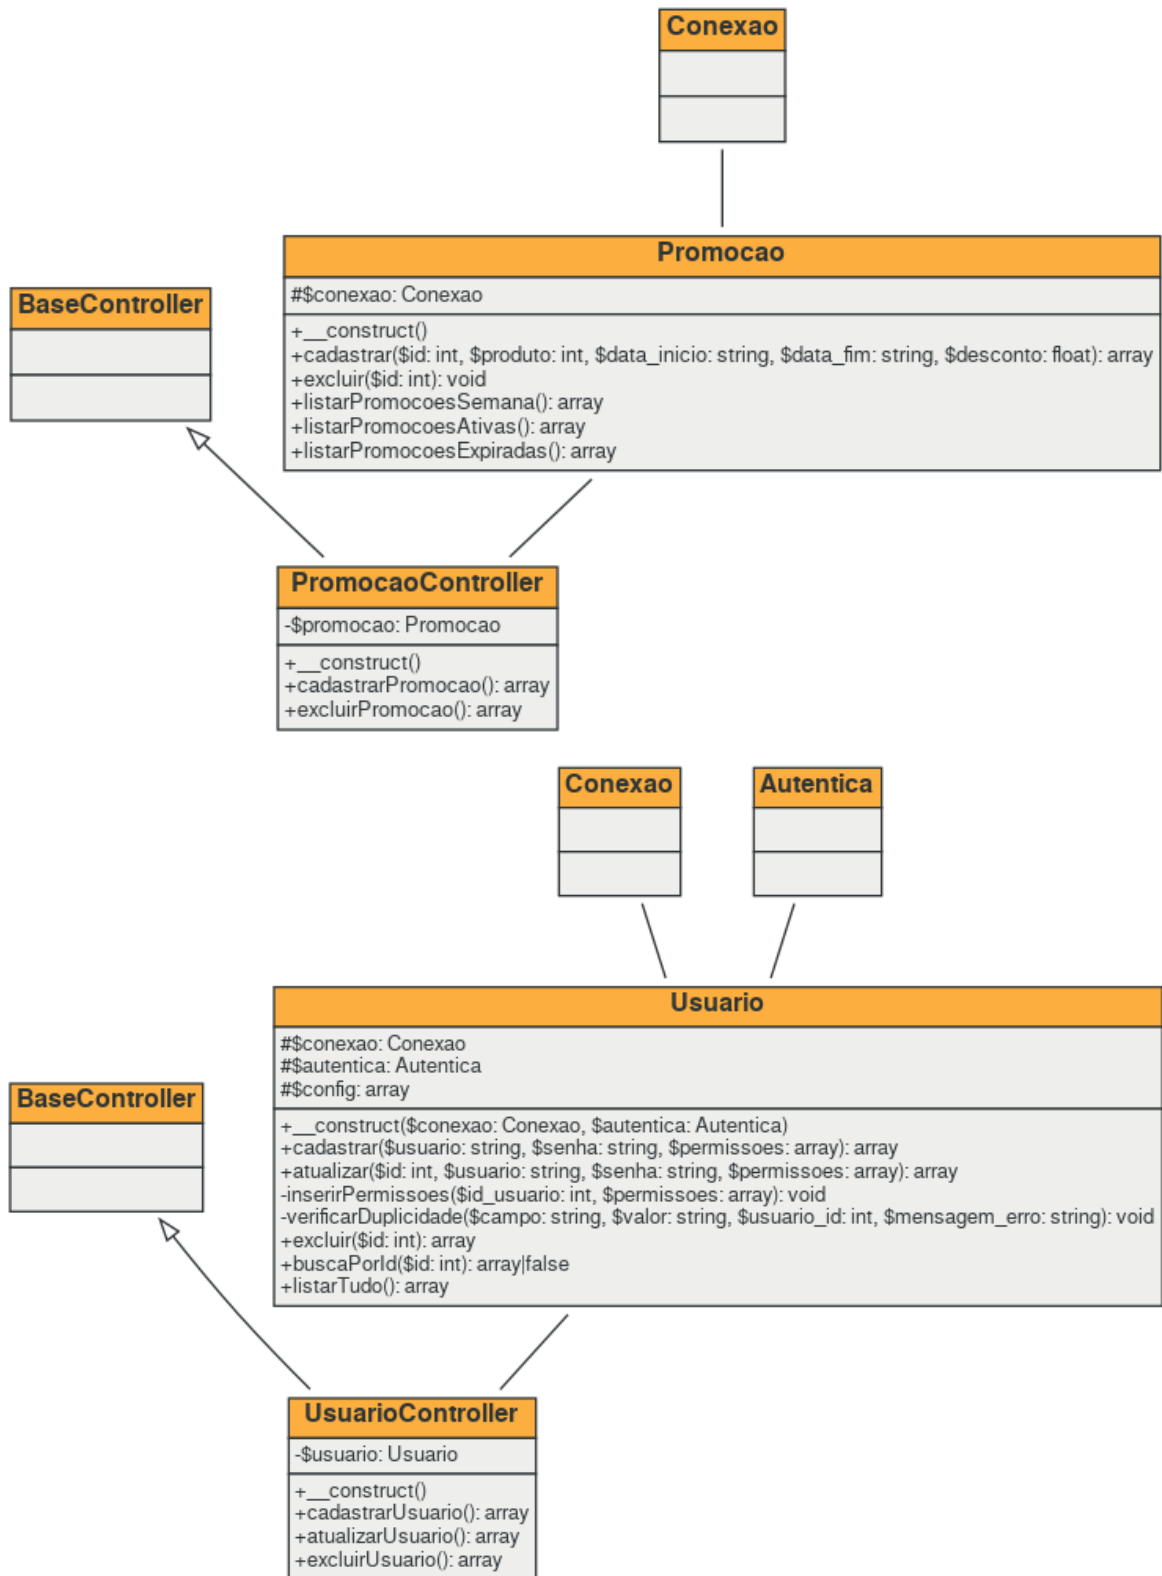 Conexao
Promocao
#$conexao: Conexao
+__construct()
+cadastrar($id: int, $produto: int, $data_inicio: string, $data_fim: string, $desconto: float): array
+excluir($id: int): void
+listarPromocoesSemana(): array
+listarPromocoesAtivas(): array
+listarPromocoesExpiradas(): array
BaseController
PromocaoController
-$promocao: Promocao
+__construct()
+cadastrarPromocao(): array
+excluirPromocao(): array
Conexao
Autentica
Usuario
#$conexao: Conexao
#$autentica: Autentica
#$config: array
+__construct($conexao: Conexao, $autentica: Autentica)
+cadastrar($usuario: string, $senha: string, $permissoes: array): array
+atualizar($id: int, $usuario: string, $senha: string, $permissoes: array): array
-inserirPermissoes($id_usuario: int, $permissoes: array): void
-verificarDuplicidade($campo: string, $valor: string, $usuario_id: int, $mensagem_erro: string): void
+excluir($id: int): array
+buscaPorId($id: int): array|false
+listarTudo(): array
BaseController
UsuarioController
-$usuario: Usuario
+__construct()
+cadastrarUsuario(): array
+atualizarUsuario(): array
+excluirUsuario(): array